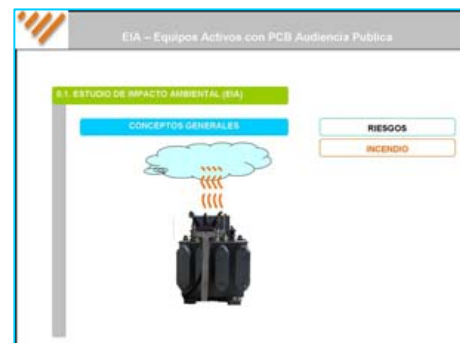 EIA – Equipos Activos con PCB Audiencia Publica
0.1. ESTUDIO DE IMPACTO AMBIENTAL (EIA)
CONCEPTOS GENERALES
RIESGOS
INCENDIO